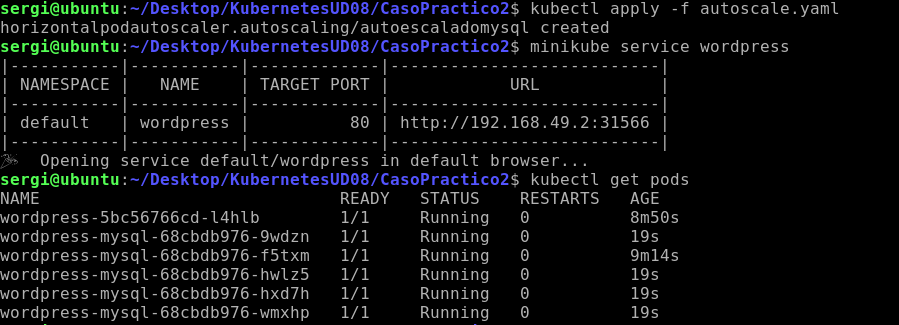 sergi@ubuntu:~/Desktop/KubernetesUD08/CasoPractico2$ kubectl apply -f autoscale.yaml
horizontalpodautoscaler.autoscaling/autoescaladomysql created
sergi@ubuntu:~/Desktop/KubernetesUD08/CasoPractico2$ minikube service wordpress
|-----------|-----------|-------------|---------------------------|
| NAMESPACE |   NAME    | TARGET PORT |            URL            |
|-----------|-----------|-------------|---------------------------|
| default   | wordpress |          80 | http://192.168.49.2:31566 |
|-----------|-----------|-------------|---------------------------|
🎉  Opening service default/wordpress in default browser...
sergi@ubuntu:~/Desktop/KubernetesUD08/CasoPractico2$ kubectl get pods
NAME                              READY   STATUS    RESTARTS   AGE
wordpress-5bc56766cd-l4hlb        1/1     Running   0          8m50s
wordpress-mysql-68cbdb976-9wdzn   1/1     Running   0          19s
wordpress-mysql-68cbdb976-f5txm   1/1     Running   0          9m14s
wordpress-mysql-68cbdb976-hwlz5   1/1     Running   0          19s
wordpress-mysql-68cbdb976-hxd7h   1/1     Running   0          19s
wordpress-mysql-68cbdb976-wmxhp   1/1     Running   0          19s